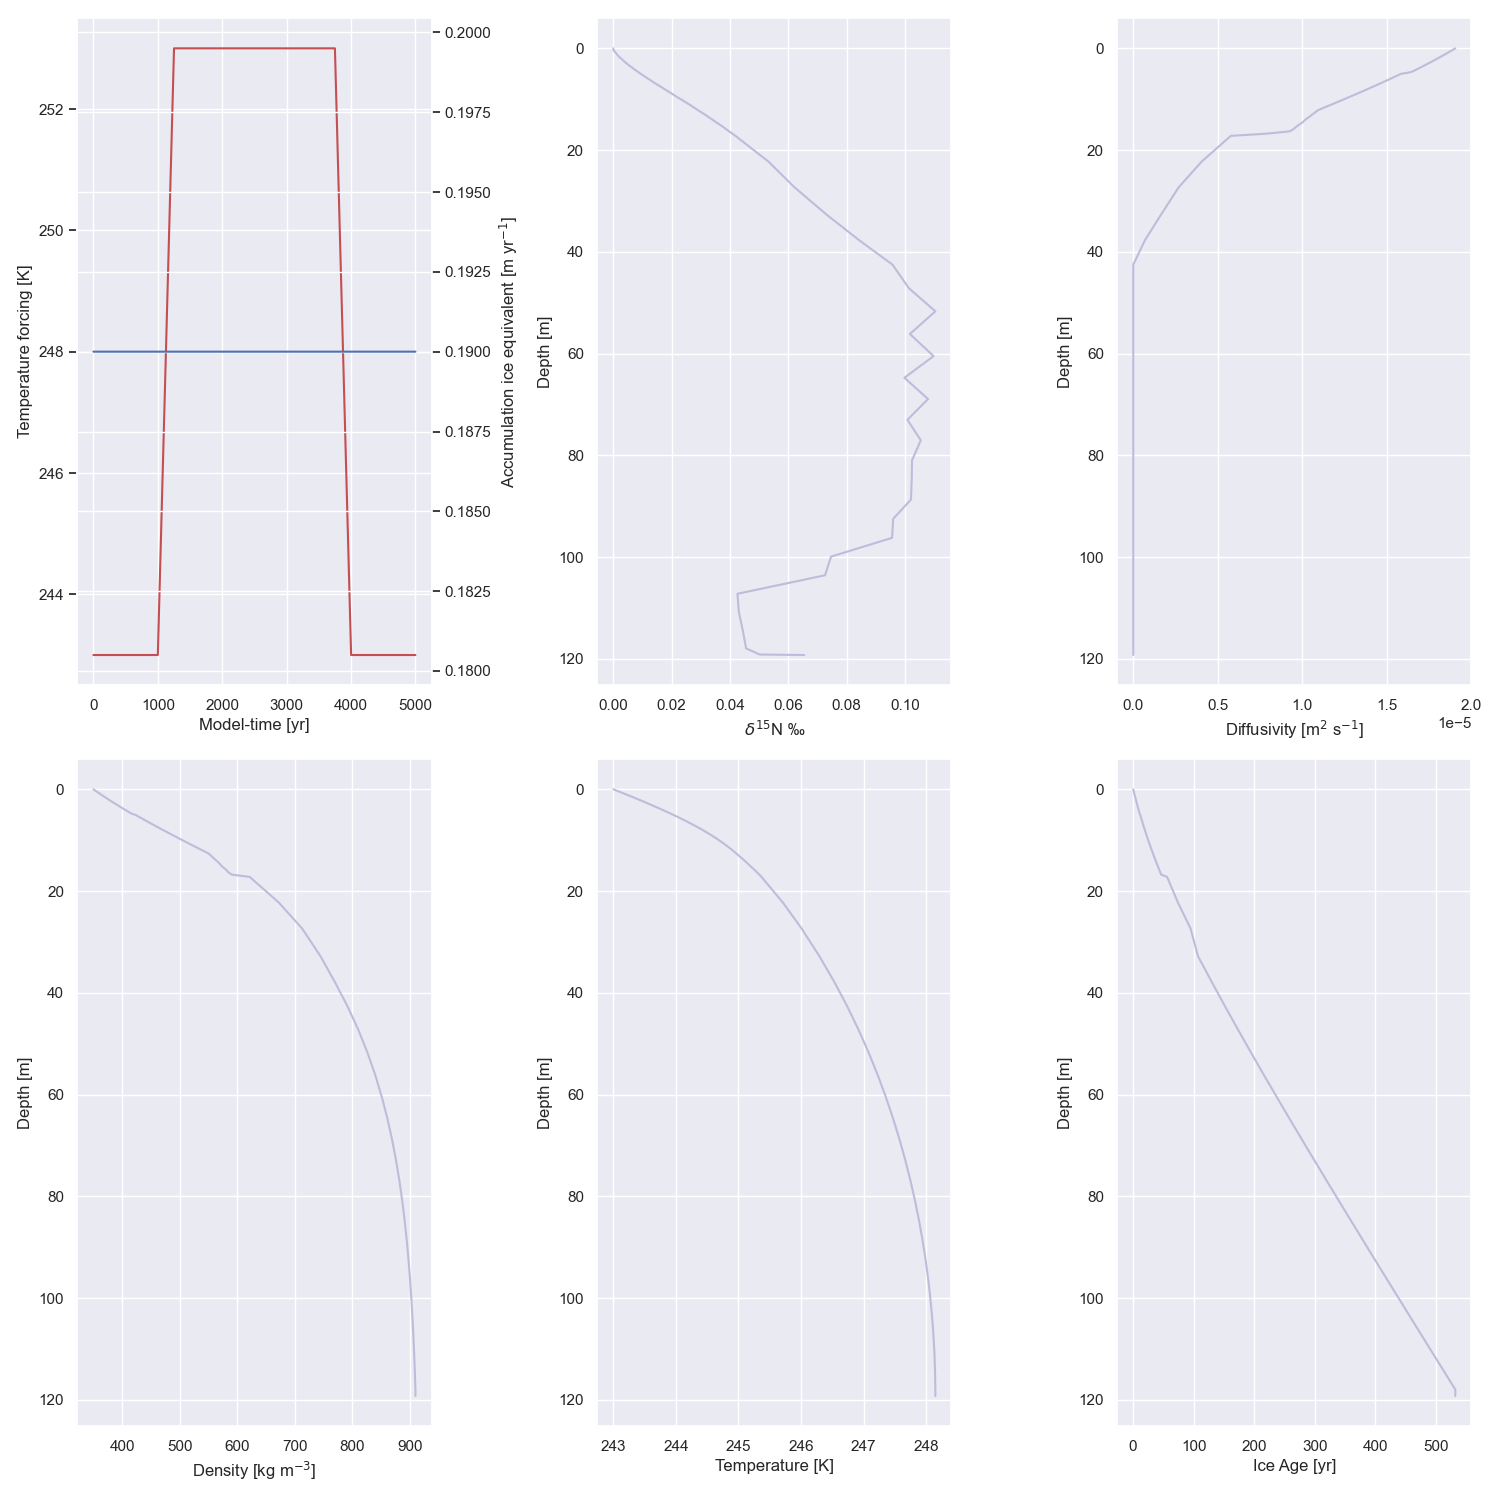 252
250
248
246
244
Temperature forcing [K]
0.2000
0.1975
0.1950
0.1925
0.1900
0.1875
0.1850
0.1825
0.1800
Accumulation ice equivalent [m yr⁻¹]
0 1000 2000 3000 4000 5000
Model-time [yr]
0
20
40
60
80
100
120
Depth [m]
0.00 0.02 0.04 0.06 0.08 0.10
δ¹⁵N ‰
0
20
40
60
80
100
120
Depth [m]
0.0 0.5 1.0 1.5 2.0
1e−5
Diffusivity [m² s⁻¹]
0
20
40
60
80
100
120
Depth [m]
400 500 600 700 800 900
Density [kg m⁻³]
0
20
40
60
80
100
120
Depth [m]
243 244 245 246 247 248
Temperature [K]
0
20
40
60
80
100
120
Depth [m]
0 100 200 300 400 500
Ice Age [yr]